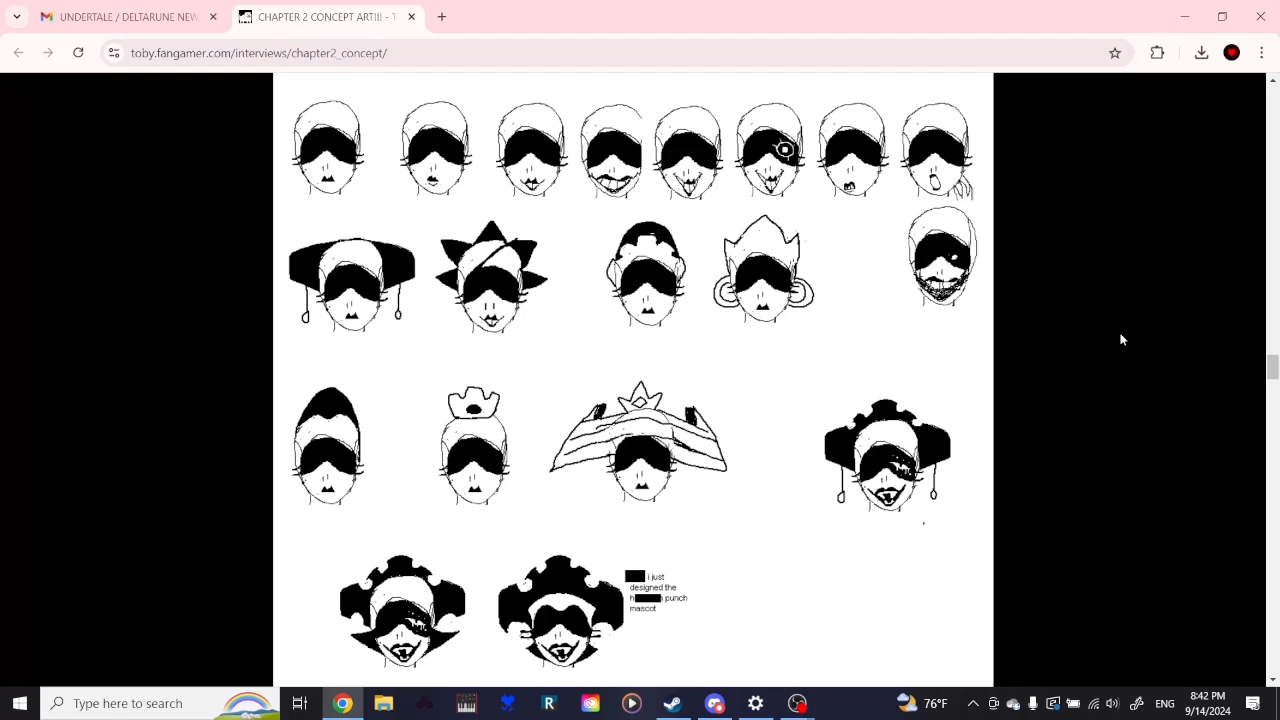 UNDERTALE / DELTARUNE NEW
CHAPTER 2 CONCEPT ART!!! - T
toby.fangamer.com/interviews/chapter2_concept/
i just
designed the
h punch
mascot
Type here to search
76°F
ENG
8:42 PM
9/14/2024